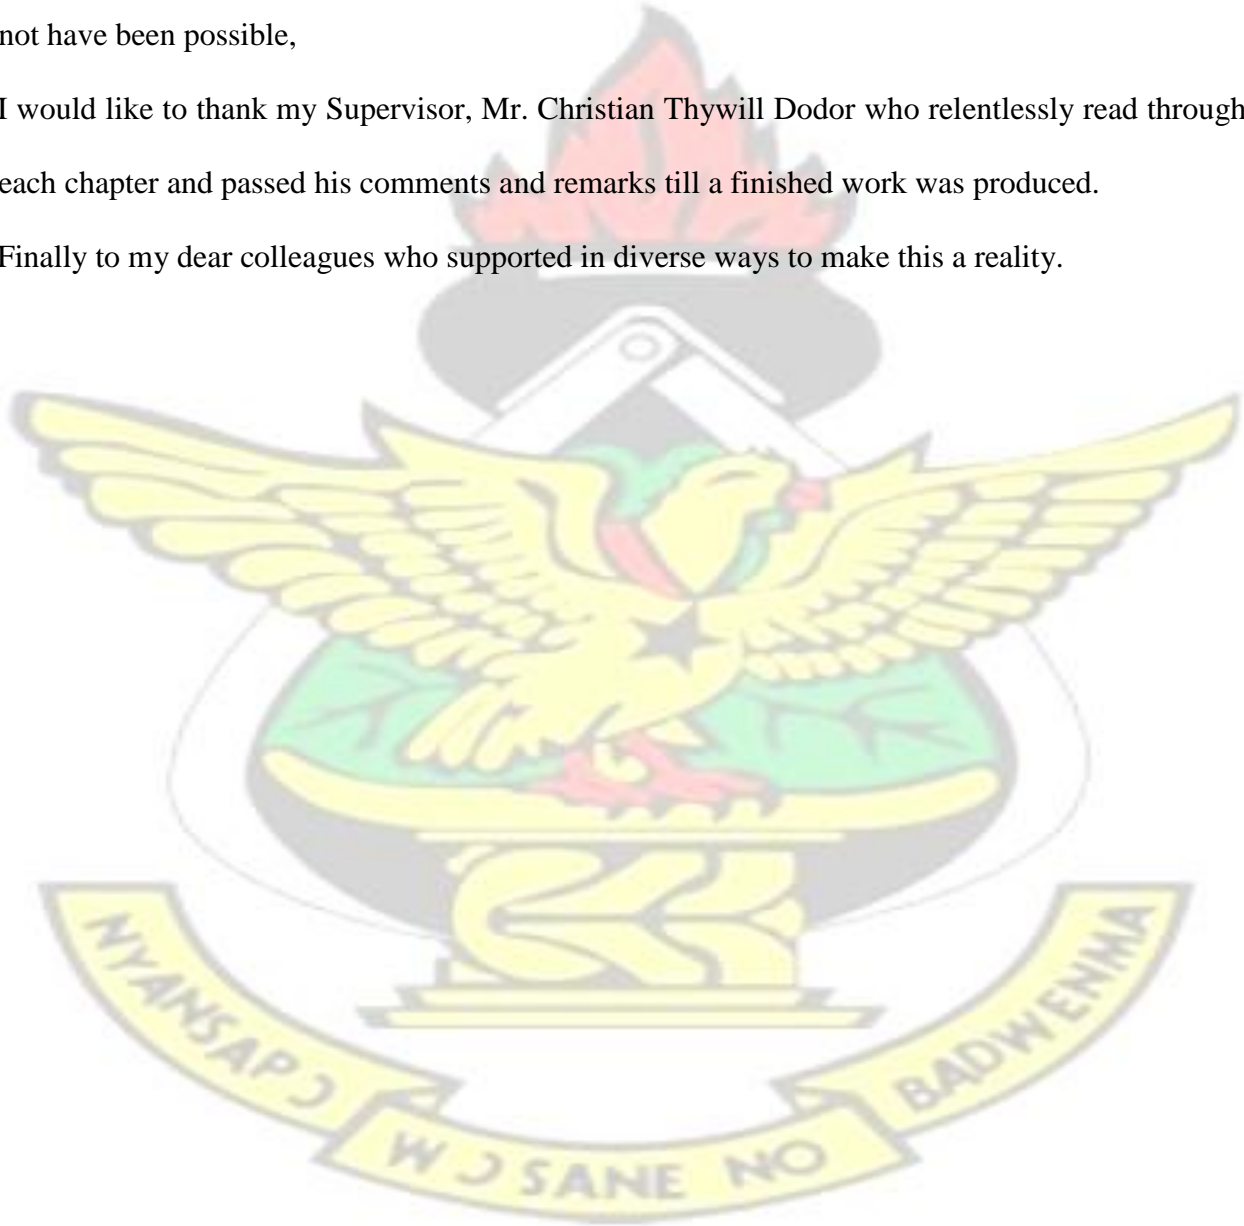 not have been possible,
I would like to thank my Supervisor, Mr. Christian Thywill Dodor who relentlessly read through
each chapter and passed his comments and remarks till a finished work was produced.
Finally to my dear colleagues who supported in diverse ways to make this a reality.
NYANSAPƆ
WƆSANE NO
BADWENMA